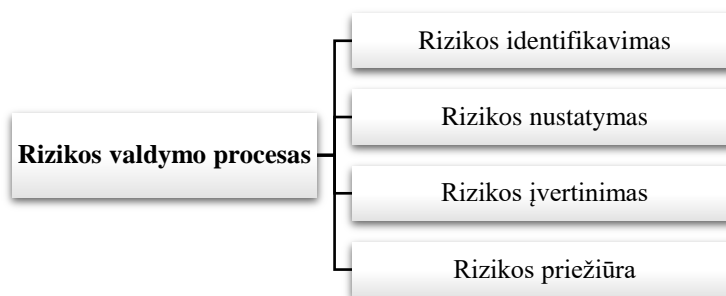 Rizikos identifikavimas
Rizikos nustatymas
Rizikos valdymo procesas
Rizikos įvertinimas
Rizikos priežiūra